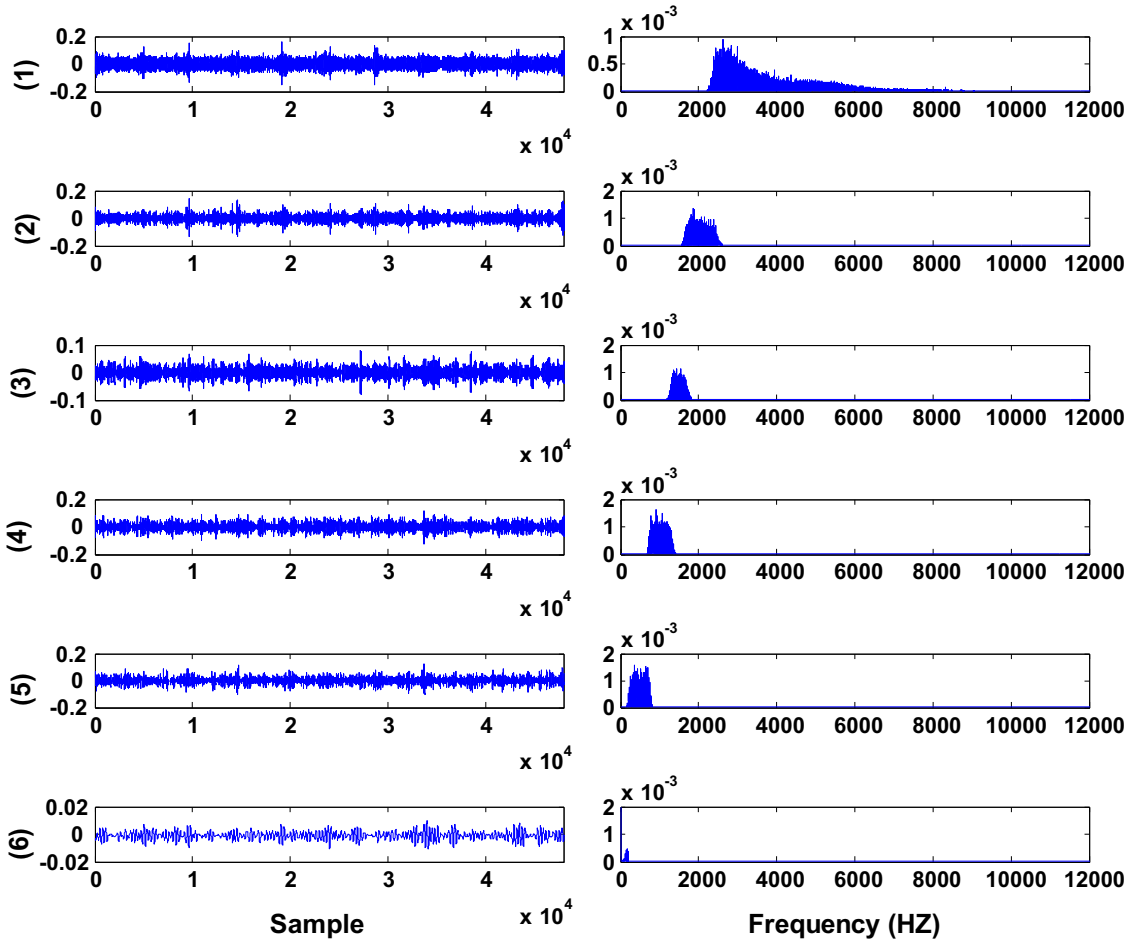 x 10^-3
(1) 0.2 0 -0.2 1 0.5 0
0 1 2 3 4 0 2000 4000 6000 8000 10000 12000
x 10^4
x 10^-3
(2) 0.2 0 -0.2 2 1 0
0 1 2 3 4 0 2000 4000 6000 8000 10000 12000
x 10^4
x 10^-3
(3) 0.1 0 -0.1 2 1 0
0 1 2 3 4 0 2000 4000 6000 8000 10000 12000
x 10^4
x 10^-3
(4) 0.2 0 -0.2 2 1 0
0 1 2 3 4 0 2000 4000 6000 8000 10000 12000
x 10^4
x 10^-3
(5) 0.2 0 -0.2 2 1 0
0 1 2 3 4 0 2000 4000 6000 8000 10000 12000
x 10^4
x 10^-3
(6) 0.02 0 -0.02 2 1 0
0 1 2 3 4 0 2000 4000 6000 8000 10000 12000
x 10^4
Sample Frequency (HZ)